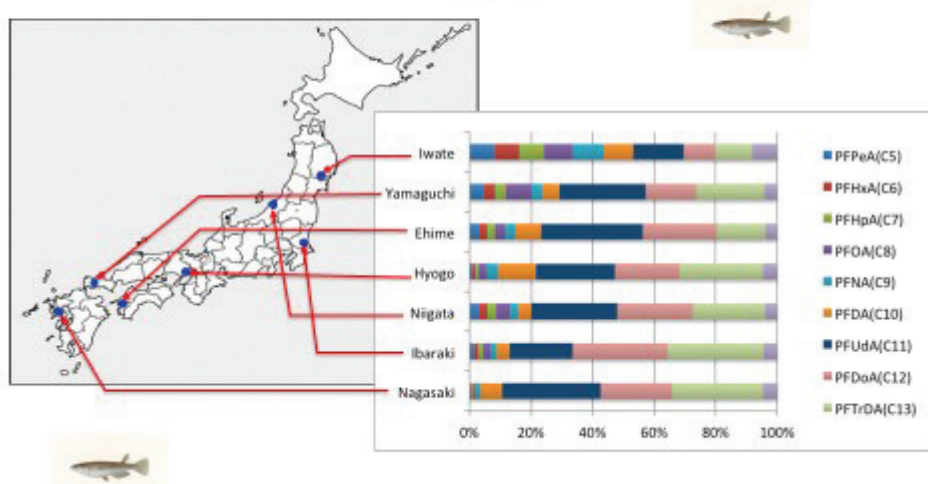 Iwate
Yamaguchi
Ehime
Hyogo
Niigata
Ibaraki
Nagasaki
0% 20% 40% 60% 80% 100%
PFPeA(C5)
PFHxA(C6)
PFHpA(C7)
PFOA(C8)
PFNA(C9)
PFDA(C10)
PFUdA(C11)
PFDoA(C12)
PFTrDA(C13)